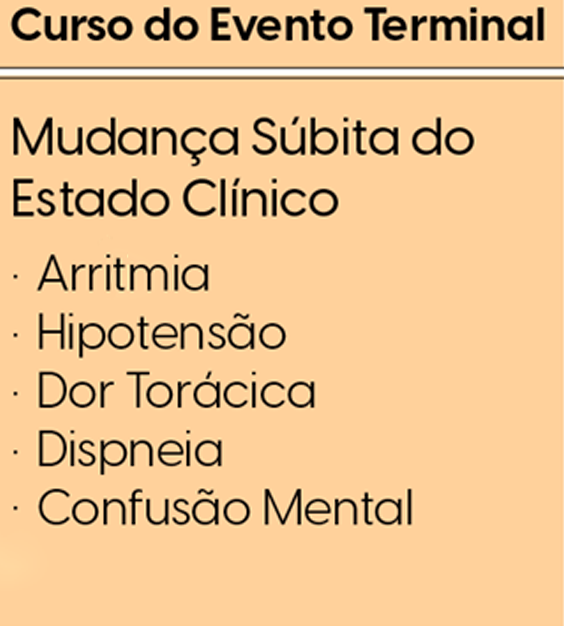 Curso do Evento Terminal
Mudança Súbita do
Estado Clínico
· Arritmia
· Hipotensão
· Dor Torácica
· Dispneia
· Confusão Mental